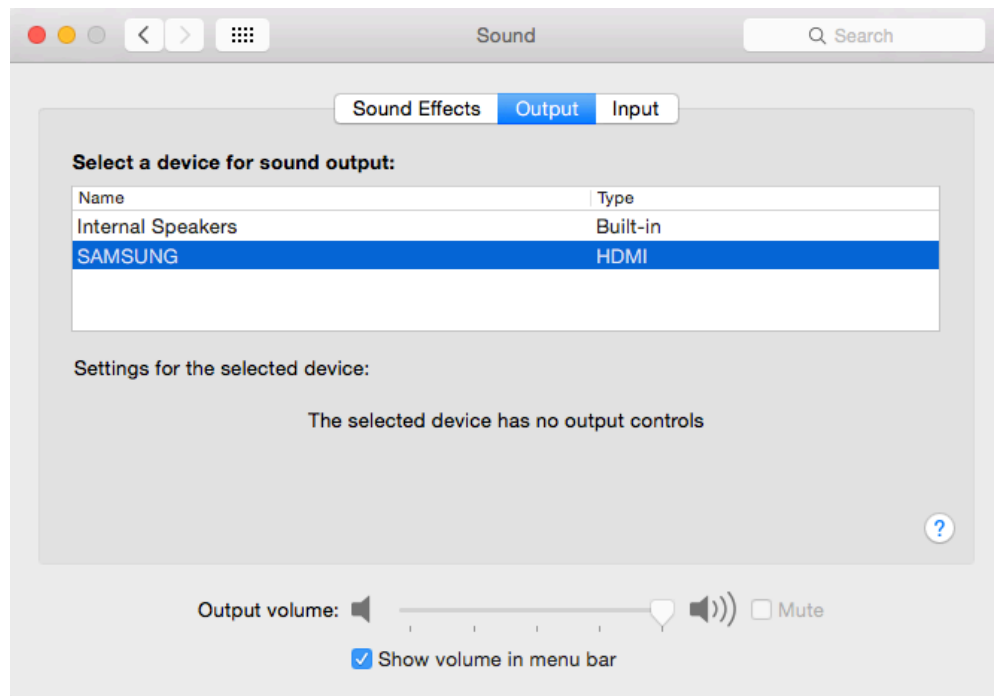 Sound
Search
Sound Effects Output Input
Select a device for sound output:
Name Type
Internal Speakers Built-in
SAMSUNG HDMI
Settings for the selected device:
The selected device has no output controls
?
Output volume: Mute
Show volume in menu bar